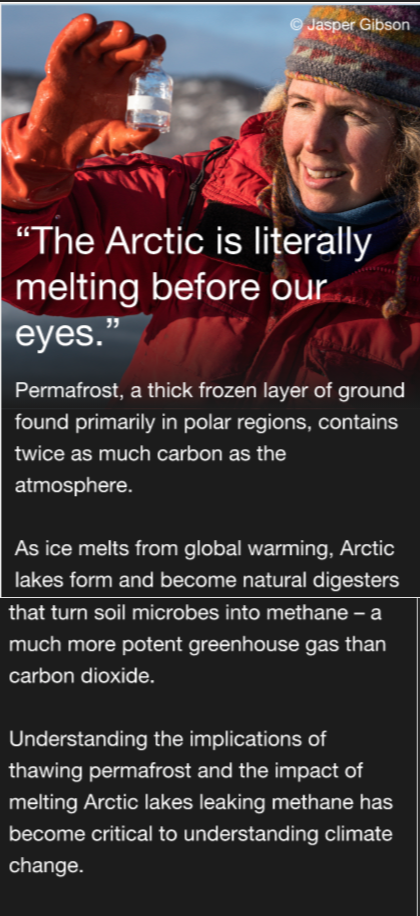 © Jasper Gibson
“The Arctic is literally
melting before our
eyes.”
Permafrost, a thick frozen layer of ground
found primarily in polar regions, contains
twice as much carbon as the
atmosphere.
As ice melts from global warming, Arctic
lakes form and become natural digesters
that turn soil microbes into methane – a
much more potent greenhouse gas than
carbon dioxide.
Understanding the implications of
thawing permafrost and the impact of
melting Arctic lakes leaking methane has
become critical to understanding climate
change.